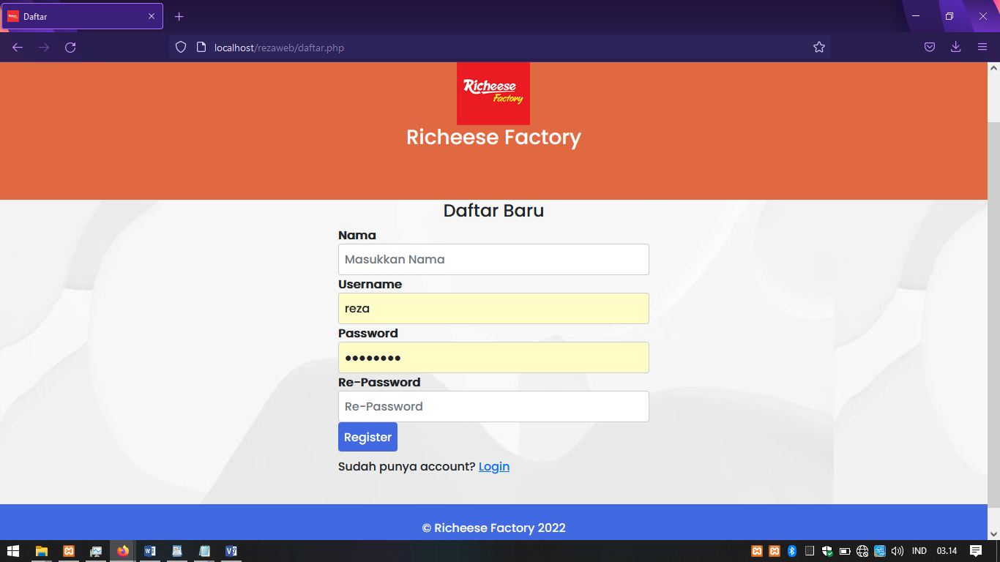 Daftar
localhost/rezaweb/daftar.php
Richeese
Factory
Richeese Factory
Daftar Baru
Nama
Masukkan Nama
Username
reza
Password
●●●●●●●●
Re-Password
Re-Password
Register
Sudah punya account? Login
© Richeese Factory 2022
IND 03.14